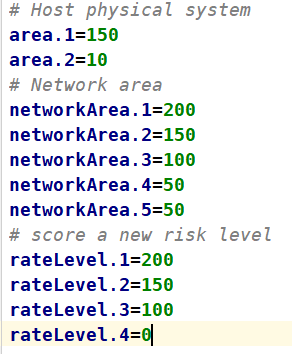 # Host physical system
area.1=150
area.2=10
# Network area
networkArea.1=200
networkArea.2=150
networkArea.3=100
networkArea.4=50
networkArea.5=50
# score a new risk level
rateLevel.1=200
rateLevel.2=150
rateLevel.3=100
rateLevel.4=0